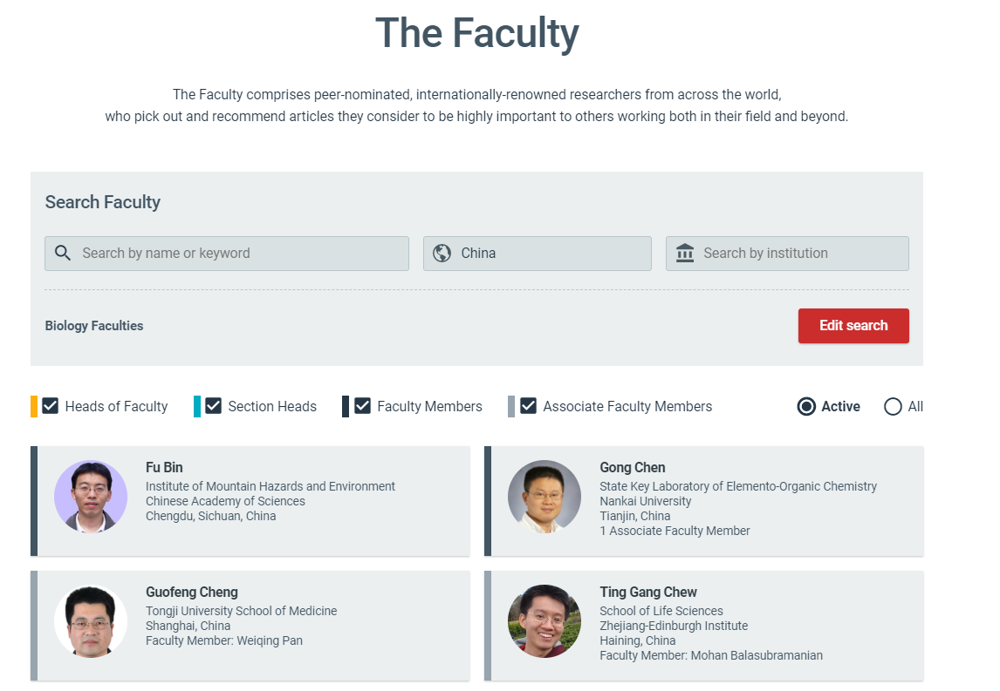 The Faculty
The Faculty comprises peer-nominated, internationally-renowned researchers from across the world,
who pick out and recommend articles they consider to be highly important to others working both in their field and beyond.
Search Faculty
Search by name or keyword
China
Search by institution
Biology Faculties
Edit search
Heads of Faculty
Section Heads
Faculty Members
Associate Faculty Members
Active
All
Fu Bin
Institute of Mountain Hazards and Environment
Chinese Academy of Sciences
Chengdu, Sichuan, China
Gong Chen
State Key Laboratory of Elemento-Organic Chemistry
Nankai University
Tianjin, China
1 Associate Faculty Member
Guofeng Cheng
Tongji University School of Medicine
Shanghai, China
Faculty Member: Weiqing Pan
Ting Gang Chew
School of Life Sciences
Zhejiang-Edinburgh Institute
Haining, China
Faculty Member: Mohan Balasubramanian